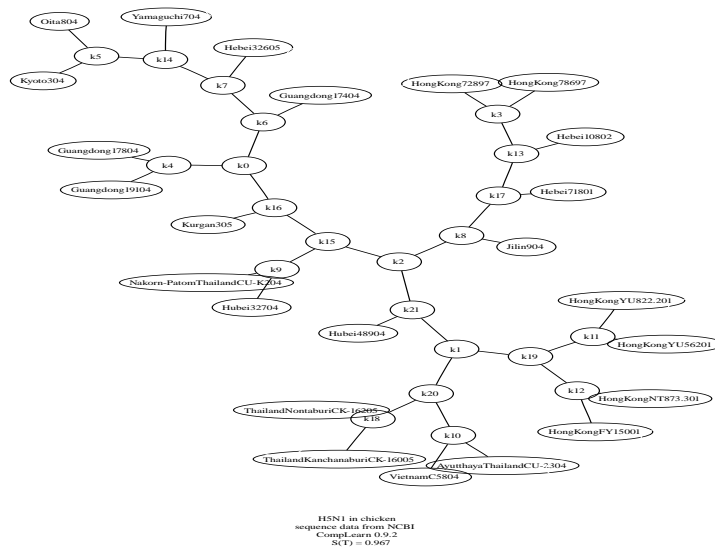 Oita804
Yamaguchi704
k5
k14
Hebei32605
Kyoto304
k7
Guangdong17404
HongKong72897
HongKong78697
k6
k3
Hebei10802
Guangdong17804
k13
k4
k0
Guangdong19104
k17
Hebei71801
k16
Kurgan305
k15
k8
Jilin904
k2
k9
Nakorn-PatomThailandCU-K204
Hubei32704
k21
HongKongYU822.201
Hubei48904
k11
HongKongYU56201
k1
k19
k12
k20
HongKongNT873.301
ThailandNontaburiCK-16205
k18
k10
HongKongFY15001
ThailandKanchanaburiCK-16005
AyutthayaThailandCU-2304
VietnamC5804
H5N1 in chicken
sequence data from NCBI
CompLearn 0.9.2
S(T) = 0.967